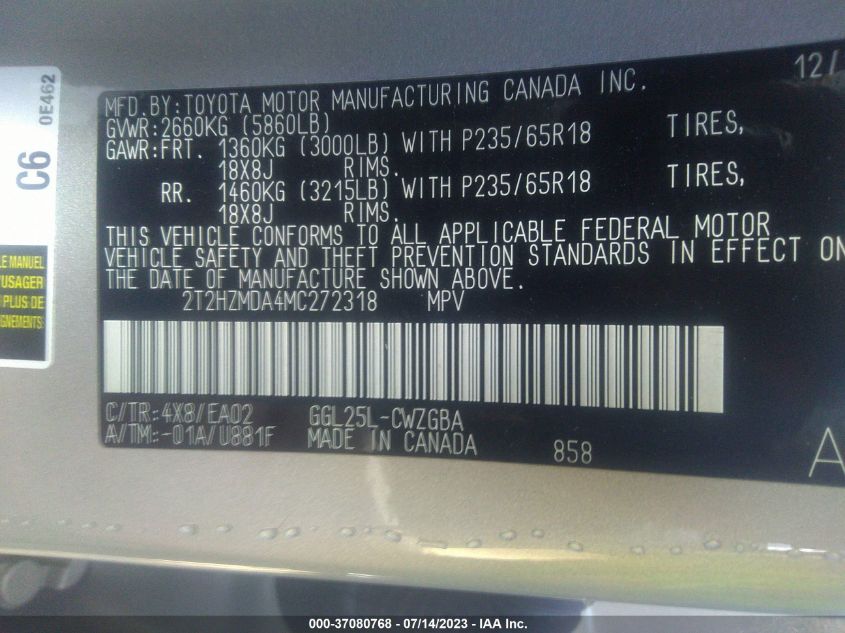 12/
MFD.BY:TOYOTA MOTOR MANUFACTURING CANADA INC.
GVWR:2660KG (5860LB)
GAWR:FRT. 1360KG (3000LB) WITH P235/65R18 TIRES,
18X8J RIMS.
RR. 1460KG (3215LB) WITH P235/65R18 TIRES,
18X8J RIMS.
THIS VEHICLE CONFORMS TO ALL APPLICABLE FEDERAL MOTOR
VEHICLE SAFETY AND THEFT PREVENTION STANDARDS IN EFFECT ON
THE DATE OF MANUFACTURE SHOWN ABOVE.
2T2HZMDA4MC272318 MPV
C/TR:4X8/EA02 GGL25L-CWZGBA
A/TM:-01A/U881F MADE IN CANADA 858
A
C6
0E462
LE MANUEL
'USAGER
PLUS DE
IGNEMENTS
000-37080768 - 07/14/2023 - IAA Inc.